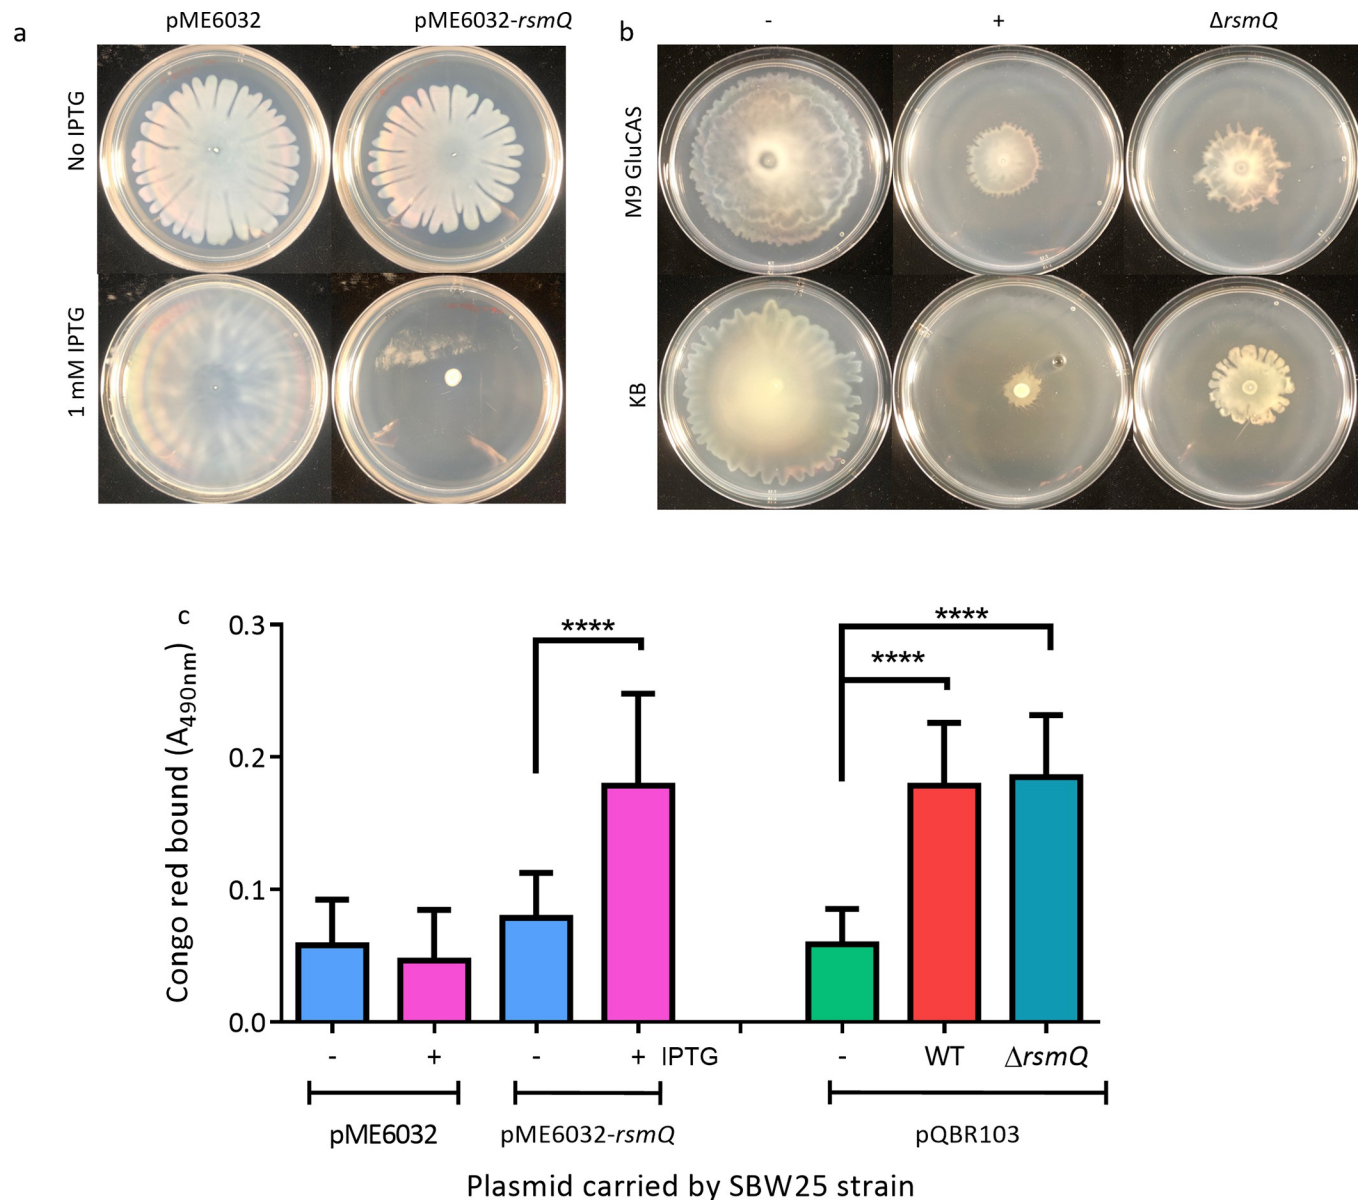 a
pME6032
pME6032-rsmQ
No IPTG
1 mM IPTG
b
-
+
ΔrsmQ
M9 GluCAS
KB
c
Congo red bound (A490nm)
0.3
0.2
0.1
0.0
****
****
****
- + - + IPTG - WT ΔrsmQ
pME6032 pME6032-rsmQ pQBR103
Plasmid carried by SBW25 strain